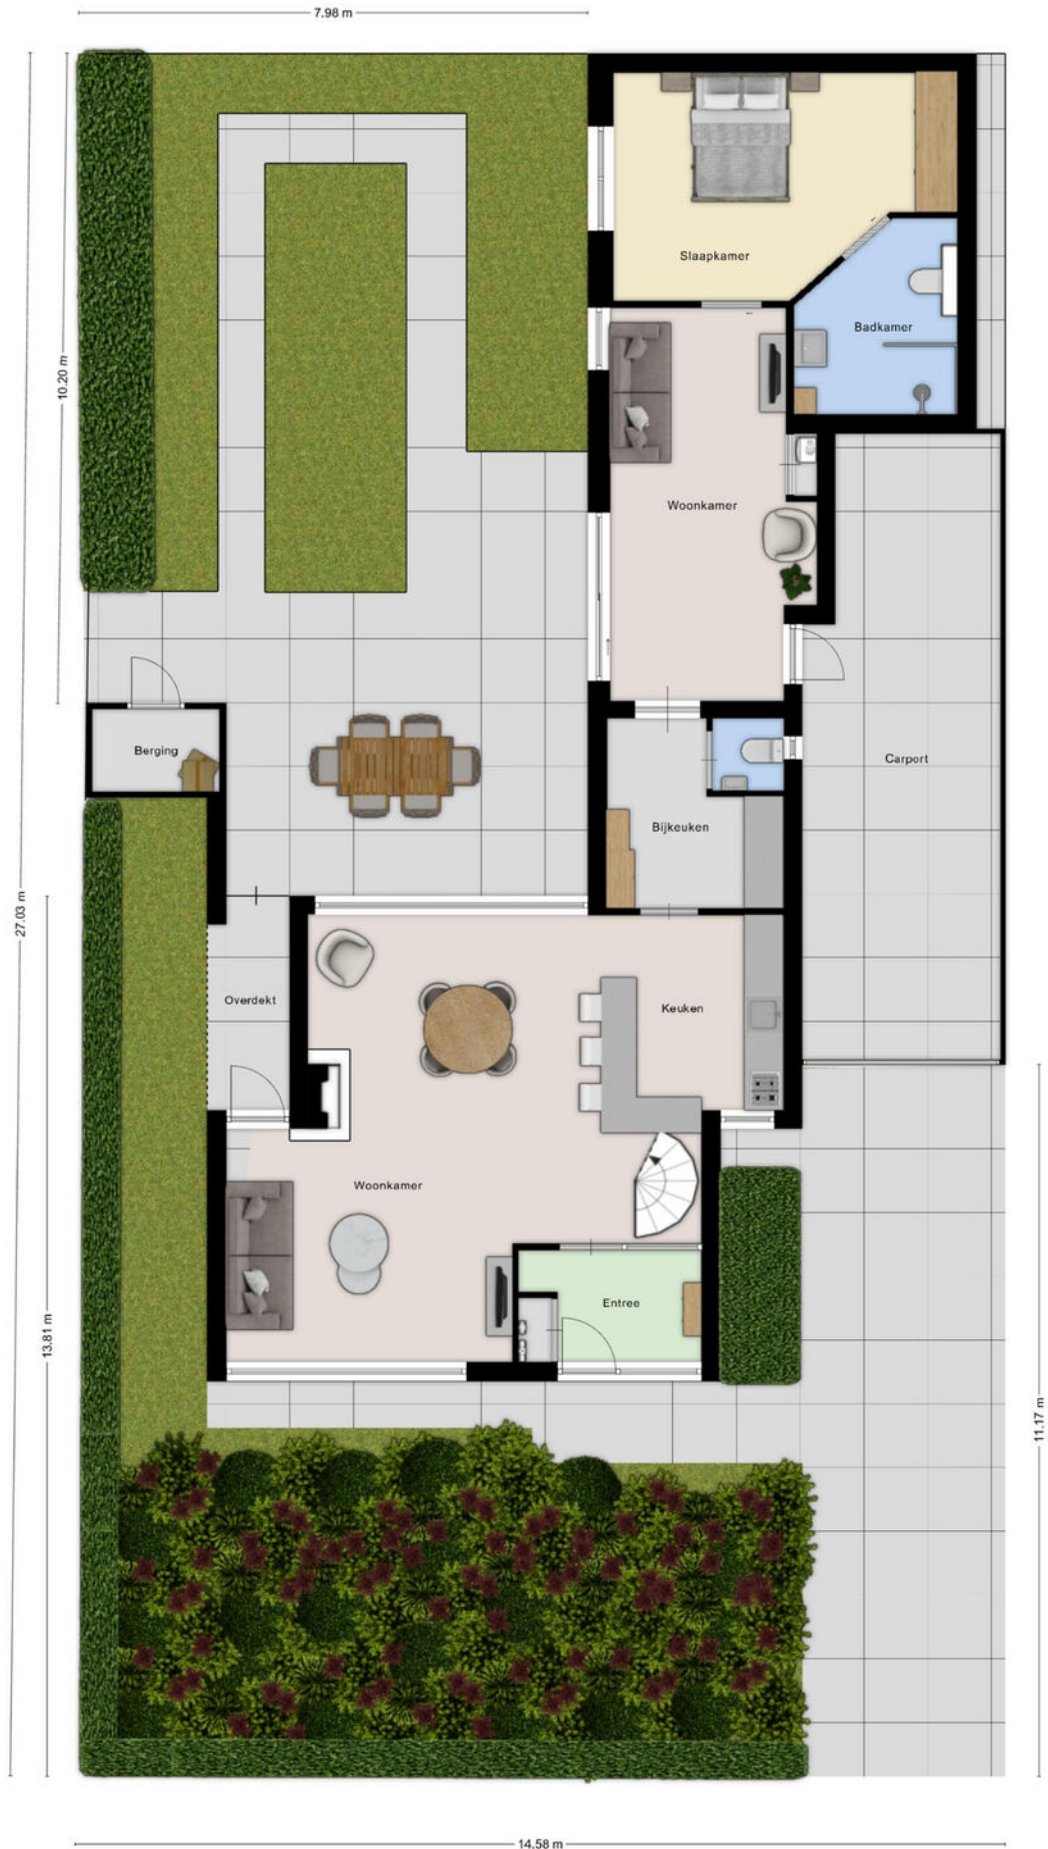 7.98 m
Slaapkamer
Badkamer
10.20 m
Woonkamer
Berging
Carport
Bijkeuken
27.03 m
Overdekt
Keuken
Woonkamer
Entree
13.81 m
11.17 m
14.58 m